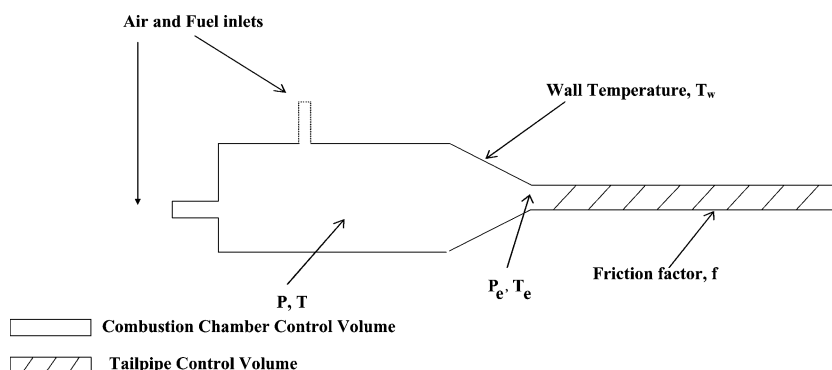 Air and Fuel inlets
Wall Temperature, Tw
Friction factor, f
Pe, Te
P, T
Combustion Chamber Control Volume
Tailpipe Control Volume